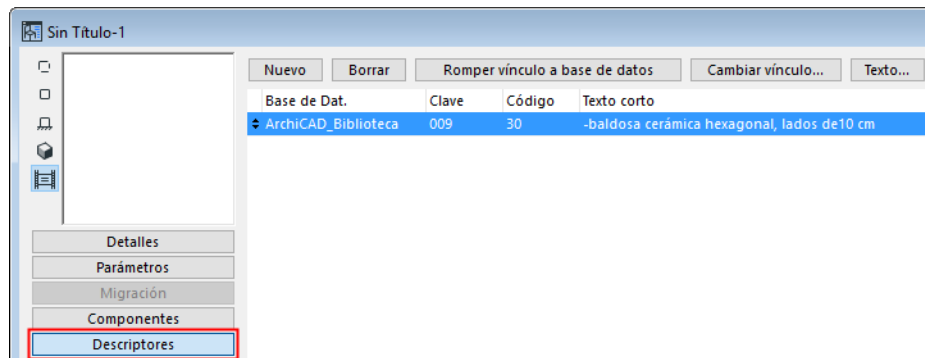 Sin Título-1
Nuevo Borrar Romper vínculo a base de datos Cambiar vínculo... Texto...
Base de Dat. Clave Código Texto corto
ArchiCAD_Biblioteca 009 30 -baldosa cerámica hexagonal, lados de10 cm
Detalles
Parámetros
Migración
Componentes
Descriptores